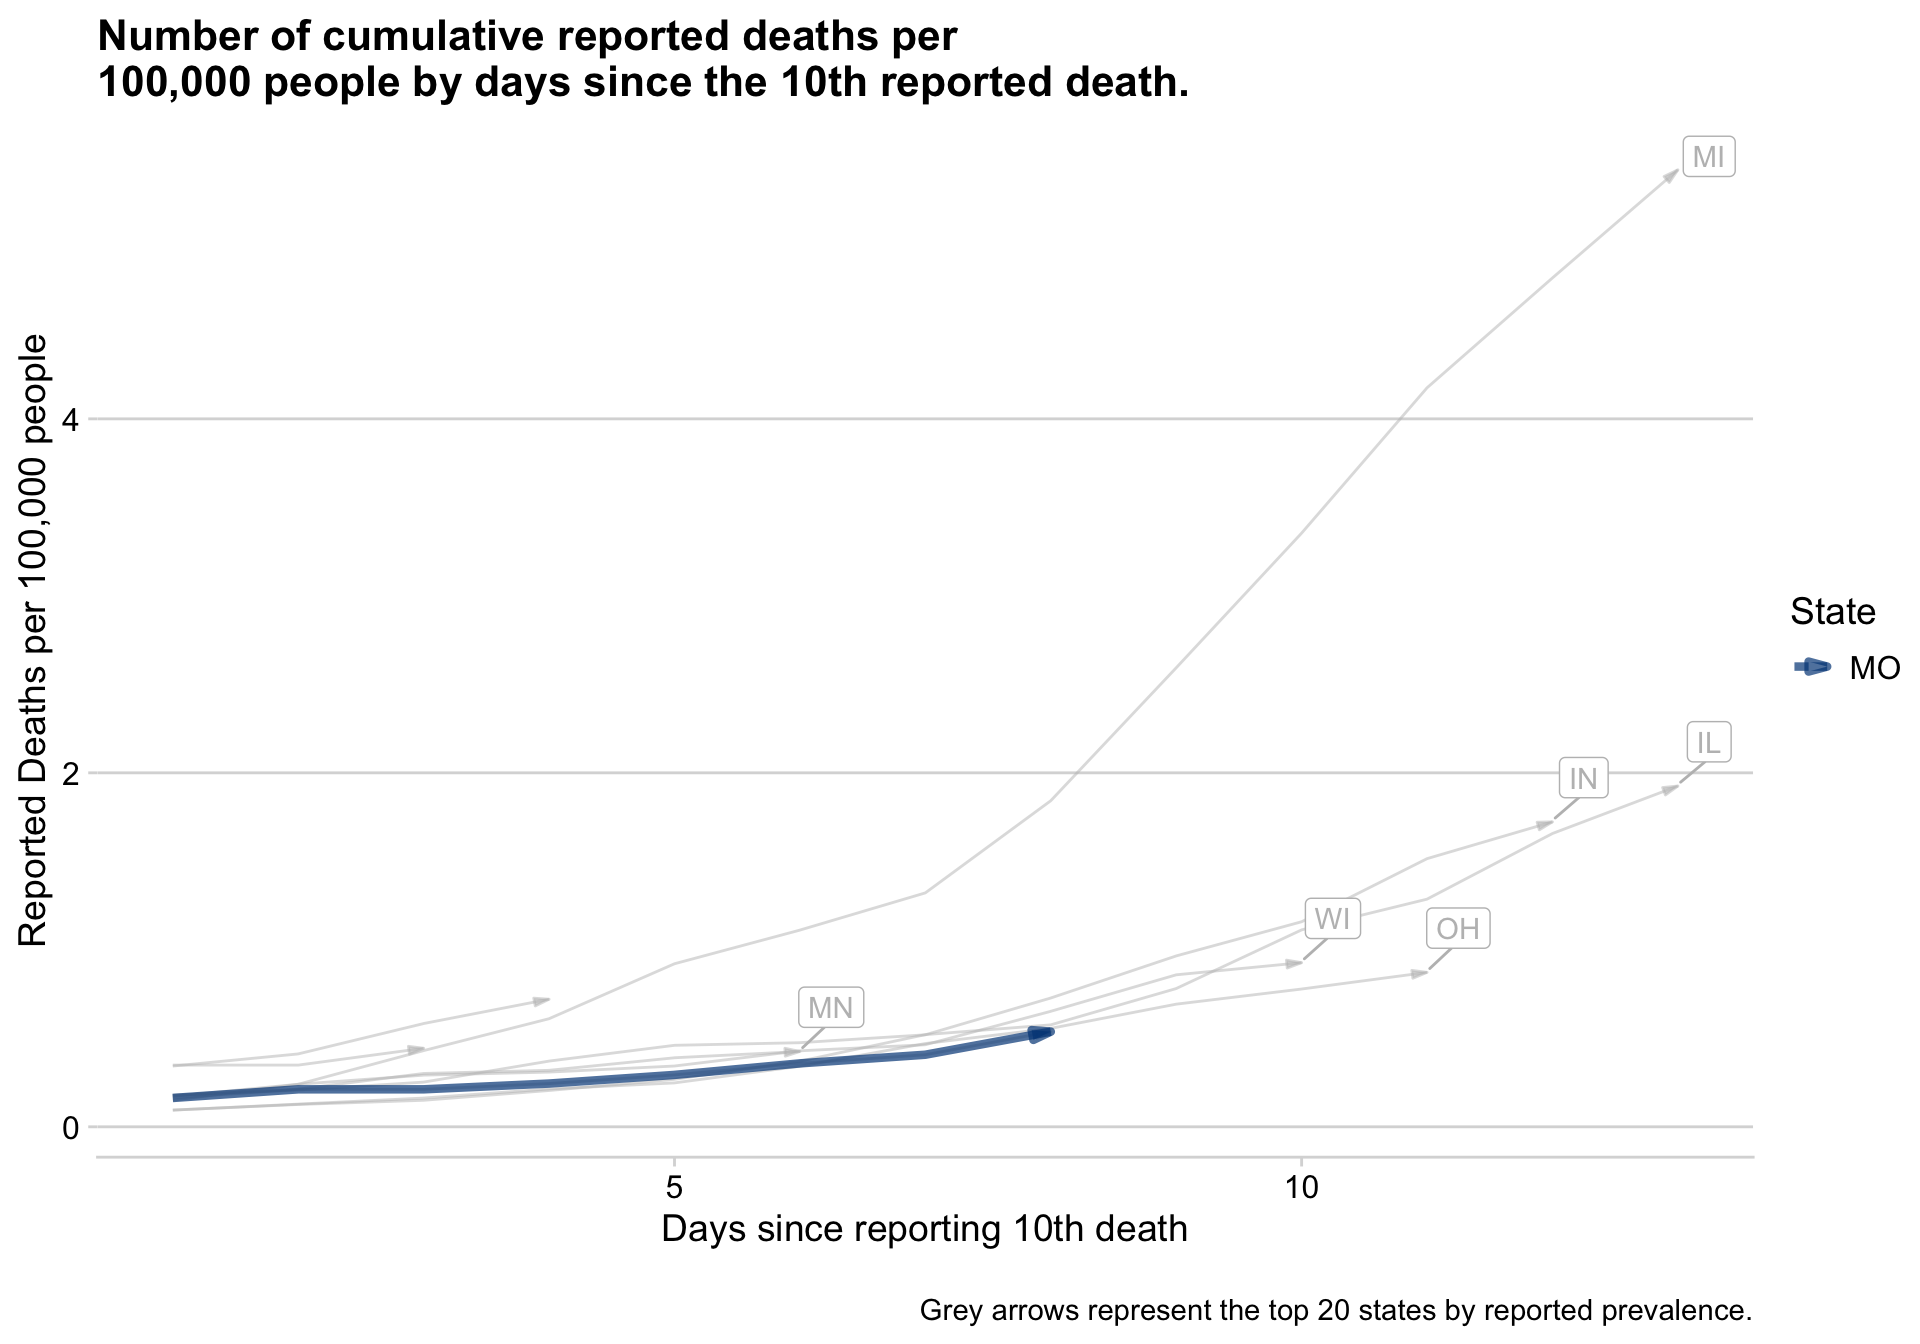 Number of cumulative reported deaths per
100,000 people by days since the 10th reported death.
MI
Reported Deaths per 100,000 people
4
State
MO
IL
2
IN
WI
OH
MN
0
5
10
Days since reporting 10th death
Grey arrows represent the top 20 states by reported prevalence.